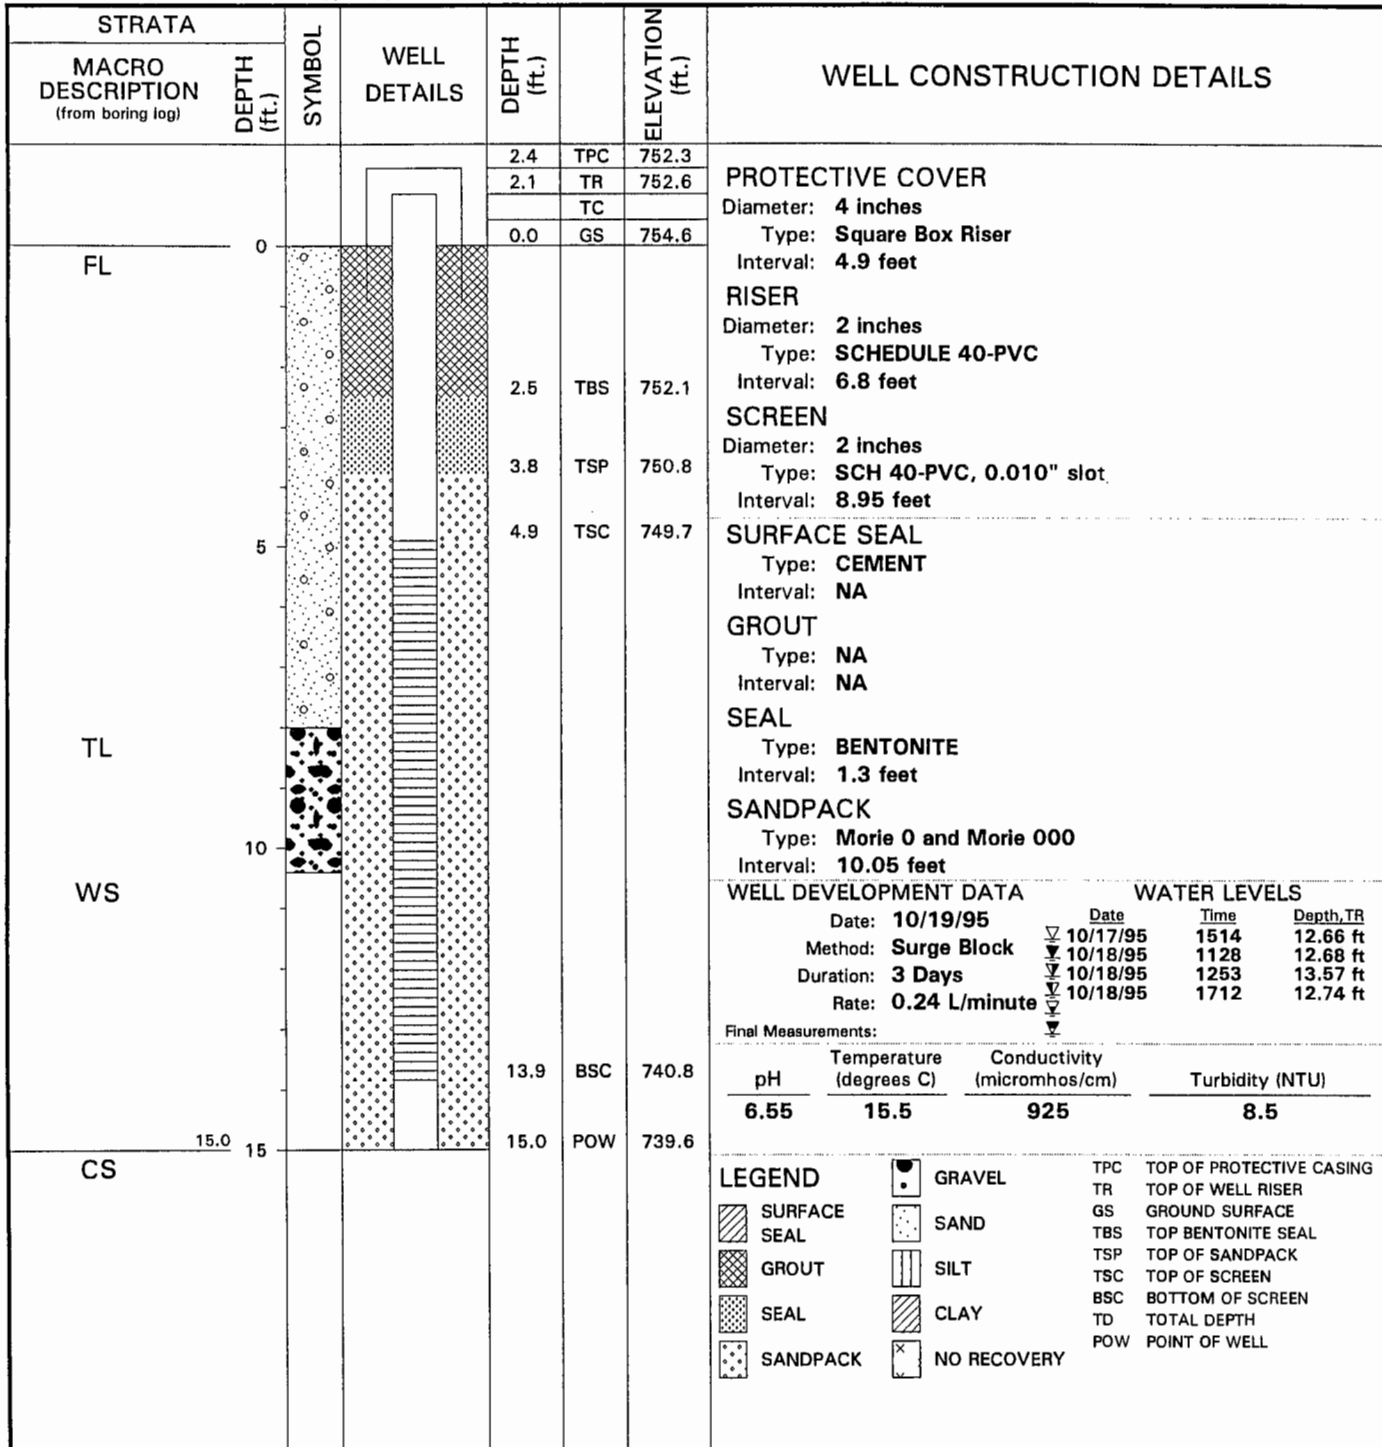 STRATA
MACRO
DESCRIPTION
(from boring log)
DEPTH
(ft.)
SYMBOL
WELL
DETAILS
DEPTH
(ft.)
ELEVATION
(ft.)
WELL CONSTRUCTION DETAILS
2.4 TPC 752.3
2.1 TR 752.6
TC
0.0 GS 754.6
0
FL
2.5 TBS 752.1
3.8 TSP 750.8
4.9 TSC 749.7
5
TL
10
WS
13.9 BSC 740.8
15.0 15
15.0 POW 739.6
CS
PROTECTIVE COVER
Diameter: 4 inches
Type: Square Box Riser
Interval: 4.9 feet
RISER
Diameter: 2 inches
Type: SCHEDULE 40-PVC
Interval: 6.8 feet
SCREEN
Diameter: 2 inches
Type: SCH 40-PVC, 0.010" slot
Interval: 8.95 feet
SURFACE SEAL
Type: CEMENT
Interval: NA
GROUT
Type: NA
Interval: NA
SEAL
Type: BENTONITE
Interval: 1.3 feet
SANDPACK
Type: Morie 0 and Morie 000
Interval: 10.05 feet
WELL DEVELOPMENT DATA
Date: 10/19/95
Method: Surge Block
Duration: 3 Days
Rate: 0.24 L/minute
Final Measurements:
WATER LEVELS
Date Time Depth,TR
10/17/95 1514 12.66 ft
10/18/95 1128 12.68 ft
10/18/95 1253 13.57 ft
10/18/95 1712 12.74 ft
pH Temperature (degrees C) Conductivity (micromhos/cm) Turbidity (NTU)
6.55 15.5 925 8.5
LEGEND
SURFACE
SEAL
GROUT
SEAL
SANDPACK
GRAVEL
SAND
SILT
CLAY
NO RECOVERY
TPC TOP OF PROTECTIVE CASING
TR TOP OF WELL RISER
GS GROUND SURFACE
TBS TOP BENTONITE SEAL
TSP TOP OF SANDPACK
TSC TOP OF SCREEN
BSC BOTTOM OF SCREEN
TD TOTAL DEPTH
POW POINT OF WELL